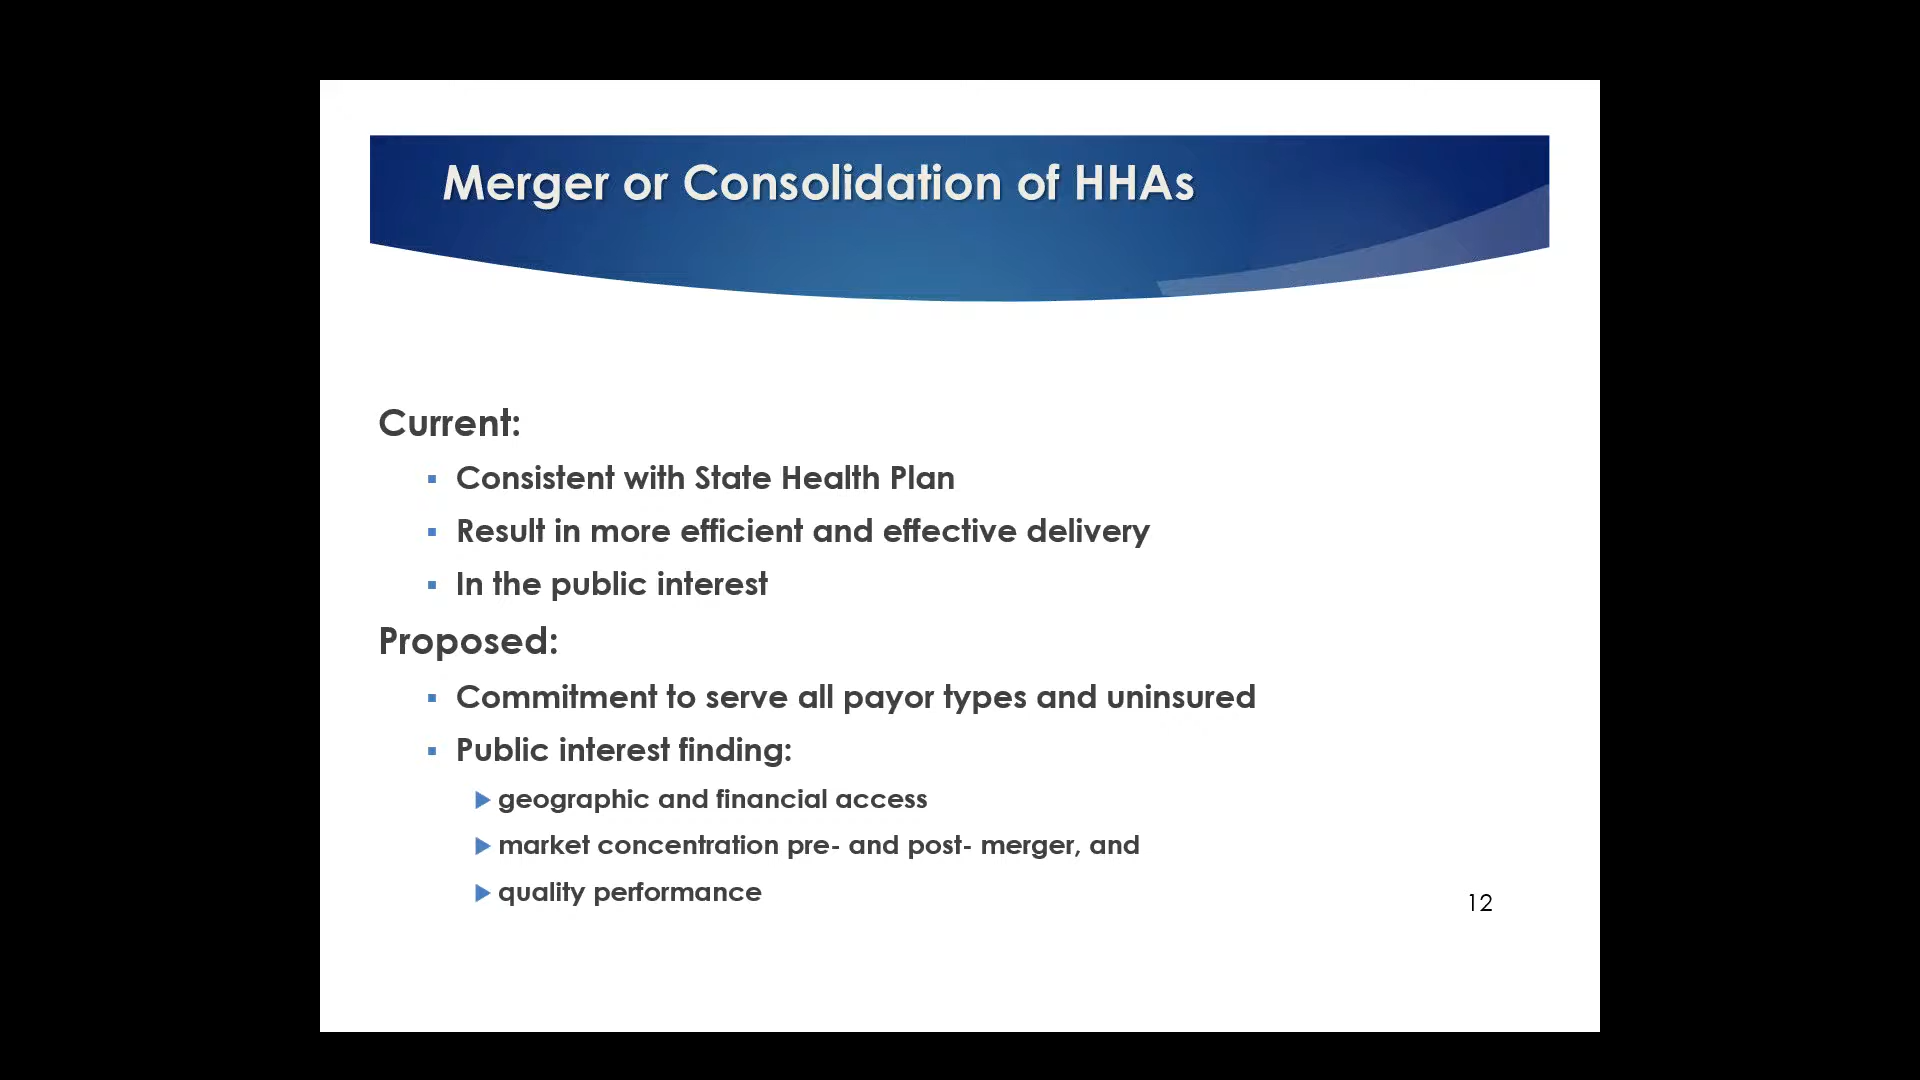 Merger or Consolidation of HHAs
Current:
▪ Consistent with State Health Plan
▪ Result in more efficient and effective delivery
▪ In the public interest
Proposed:
▪ Commitment to serve all payor types and uninsured
▪ Public interest finding:
▶ geographic and financial access
▶ market concentration pre- and post- merger, and
▶ quality performance
12